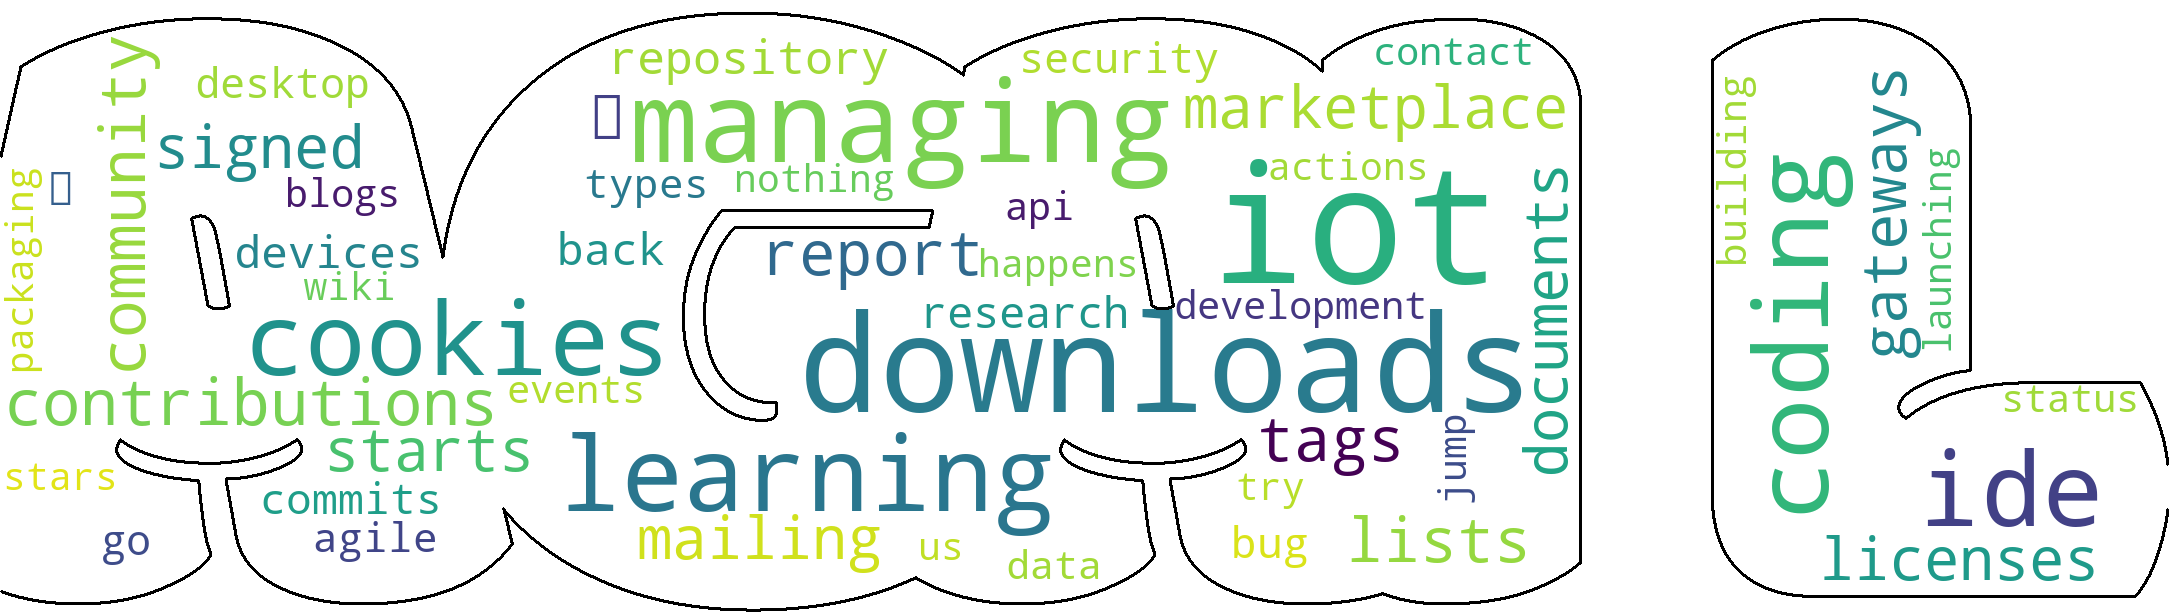 community
desktop
signed
blogs
packaging
devices
wiki
cookies
contributions
events
starts
stars
commits
go
agile
repository
security
contact
managing
marketplace
types
nothing
api
actions
iot
documents
back
report
happens
research
development
downloads
learning
tags
jump
try
mailing
us
data
bug
lists
building
coding
gateways
launching
status
ide
licenses